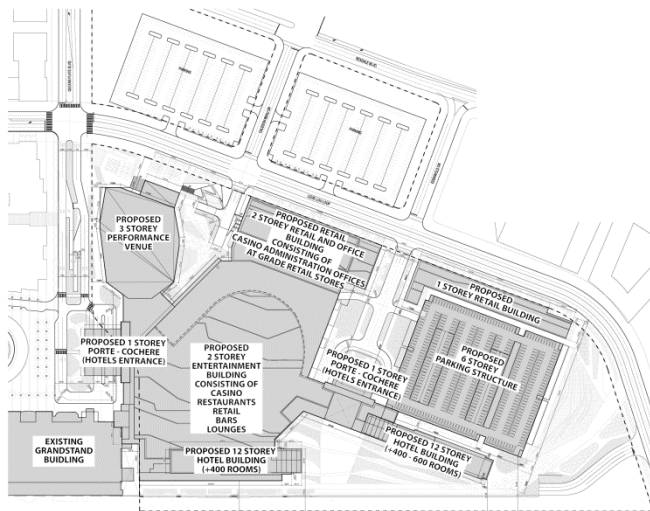 PARKING
PARKING
PROPOSED
3 STOREY
PERFORMANCE
VENUE
PROPOSED RETAIL
2 STOREY RETAIL AND OFFICE
BUILDING
CONSISTING OF
CASINO ADMINISTRATION OFFICES
AT GRADE RETAIL STORES
PROPOSED
1 STOREY RETAIL BUILDING
PROPOSED 1 STOREY
PORTE - COCHERE
(HOTELS ENTRANCE)
PROPOSED
2 STOREY
ENTERTAINMENT
BUILDING
CONSISTING OF
CASINO
RESTAURANTS
RETAIL
BARS
LOUNGES
PROPOSED 1 STOREY
PORTE - COCHERE
(HOTELS ENTRANCE)
PROPOSED
6 STOREY
PARKING STRUCTURE
EXISTING
GRANDSTAND
BUIDLING
PROPOSED 12 STOREY
HOTEL BUILDING
(+400 ROOMS)
PROPOSED 12 STOREY
HOTEL BUILDING
(+400 - 600 ROOMS)